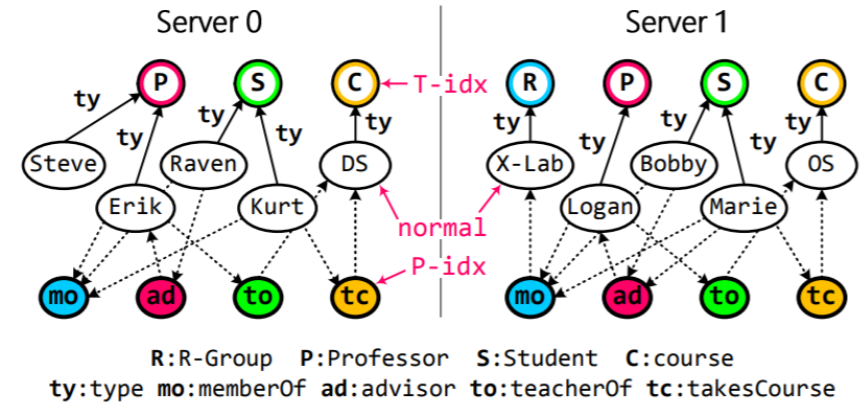 Server 0 Server 1
P S C T-idx R P S C
ty ty ty ty ty ty ty ty ty
Steve Raven DS X-Lab Bobby OS
Erik Kurt normal Logan Marie
P-idx
mo ad to tc mo ad to tc
R:R-Group P:Professor S:Student C:course
ty:type mo:memberOf ad:advisor to:teacherOf tc:takesCourse